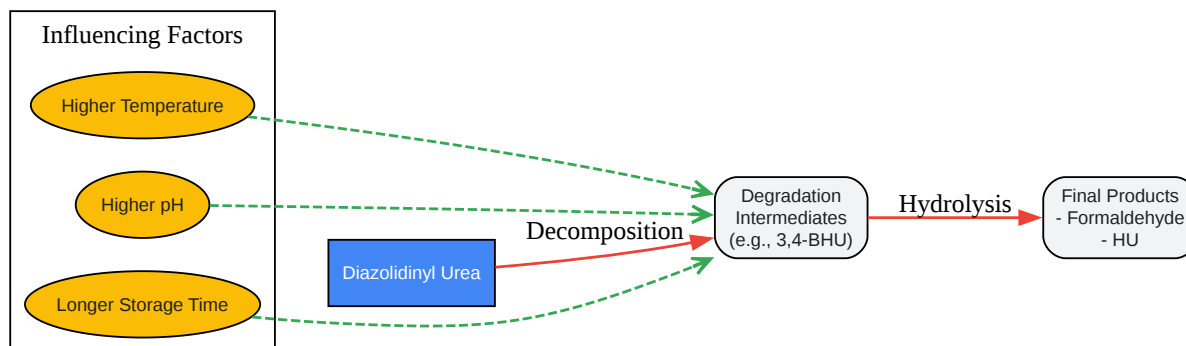 Influencing Factors
Higher Temperature
Higher pH
Longer Storage Time
Diazolidinyl Urea
Decomposition
Degradation
Intermediates
(e.g., 3,4-BHU)
Hydrolysis
Final Products
- Formaldehyde
- HU